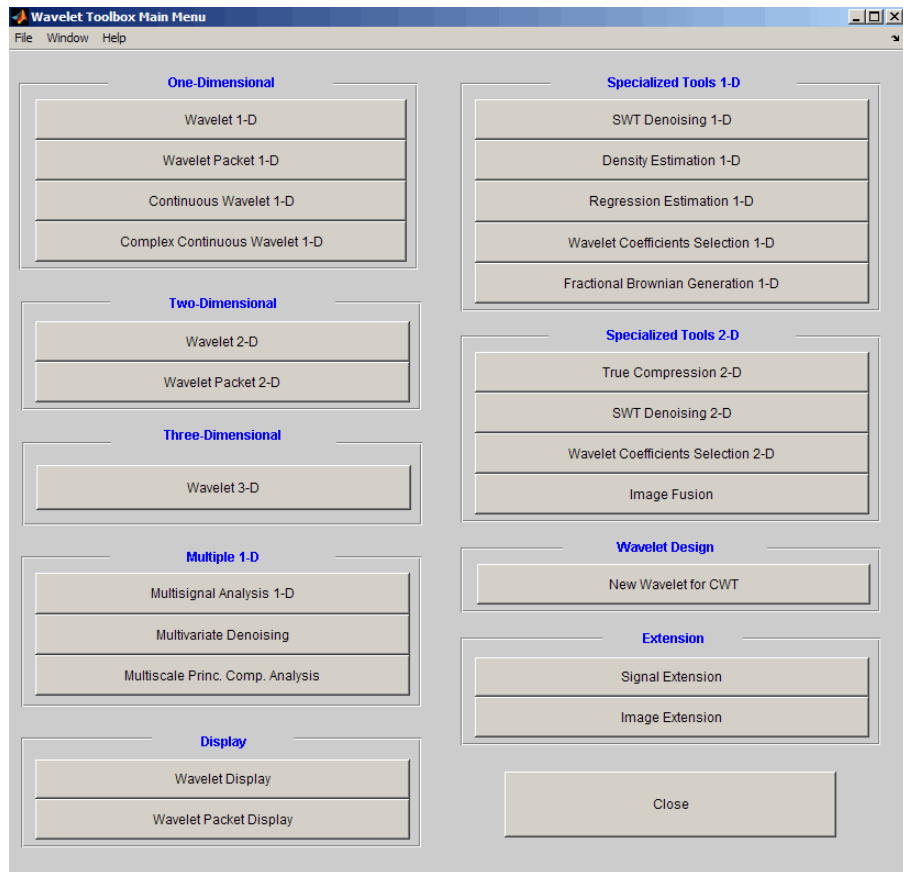 Wavelet Toolbox Main Menu
File Window Help
One-Dimensional
Wavelet 1-D
Wavelet Packet 1-D
Continuous Wavelet 1-D
Complex Continuous Wavelet 1-D
Two-Dimensional
Wavelet 2-D
Wavelet Packet 2-D
Three-Dimensional
Wavelet 3-D
Multiple 1-D
Multisignal Analysis 1-D
Multivariate Denoising
Multiscale Princ. Comp. Analysis
Display
Wavelet Display
Wavelet Packet Display
Specialized Tools 1-D
SWT Denoising 1-D
Density Estimation 1-D
Regression Estimation 1-D
Wavelet Coefficients Selection 1-D
Fractional Brownian Generation 1-D
Specialized Tools 2-D
True Compression 2-D
SWT Denoising 2-D
Wavelet Coefficients Selection 2-D
Image Fusion
Wavelet Design
New Wavelet for CWT
Extension
Signal Extension
Image Extension
Close